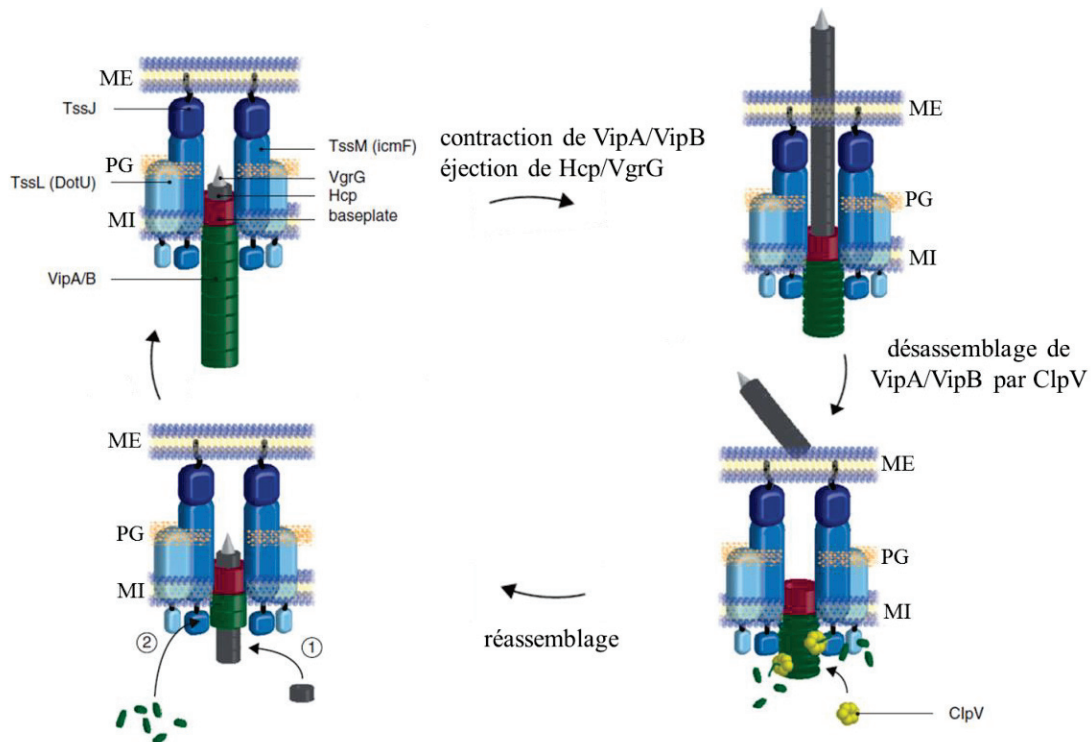 ME
TssJ
PG
TssL (DotU)
MI
TssM (icmF)
VgrG
Hcp
baseplate
VipA/B
contraction de VipA/VipB
éjection de Hcp/VgrG
ME
PG
MI
désassemblage de
VipA/VipB par ClpV
ME
PG
MI
ClpV
réassemblage
ME
PG
MI
②
①